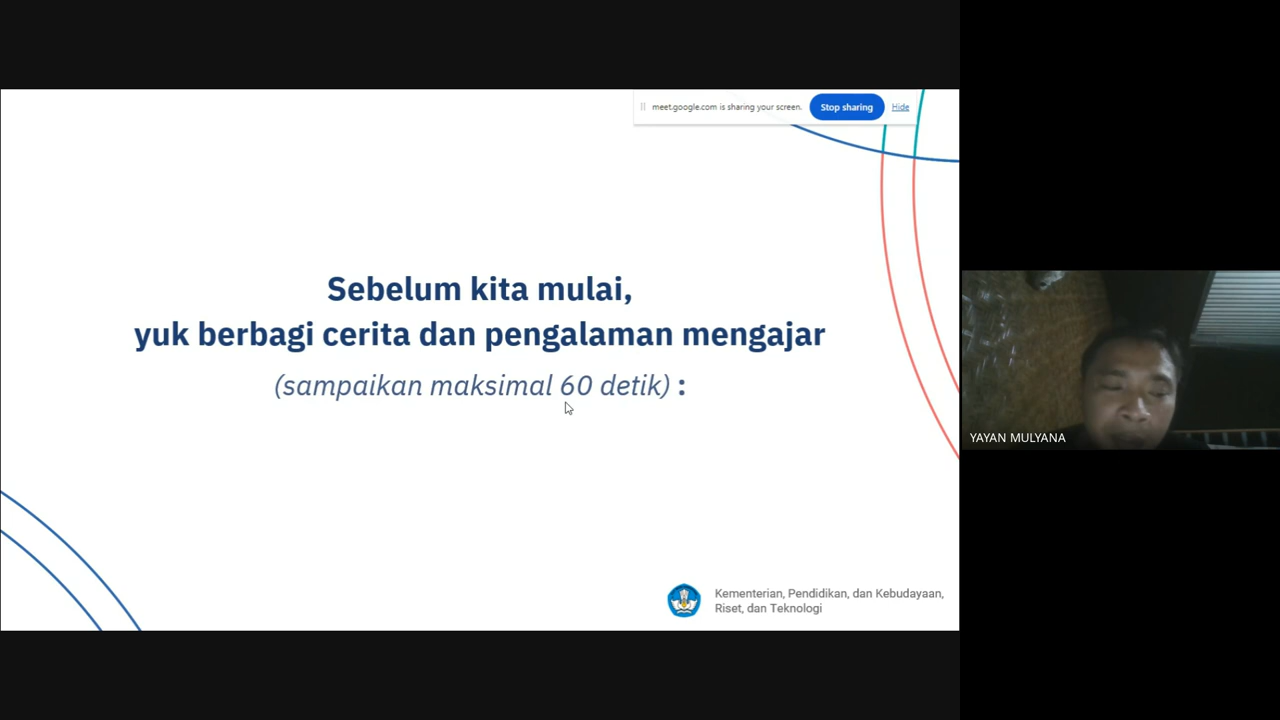 meet.google.com is sharing your screen.
Stop sharing
Hide
Sebelum kita mulai,
yuk berbagi cerita dan pengalaman mengajar
(sampaikan maksimal 60 detik) :
YAYAN MULYANA
Kementerian, Pendidikan, dan Kebudayaan,
Riset, dan Teknologi